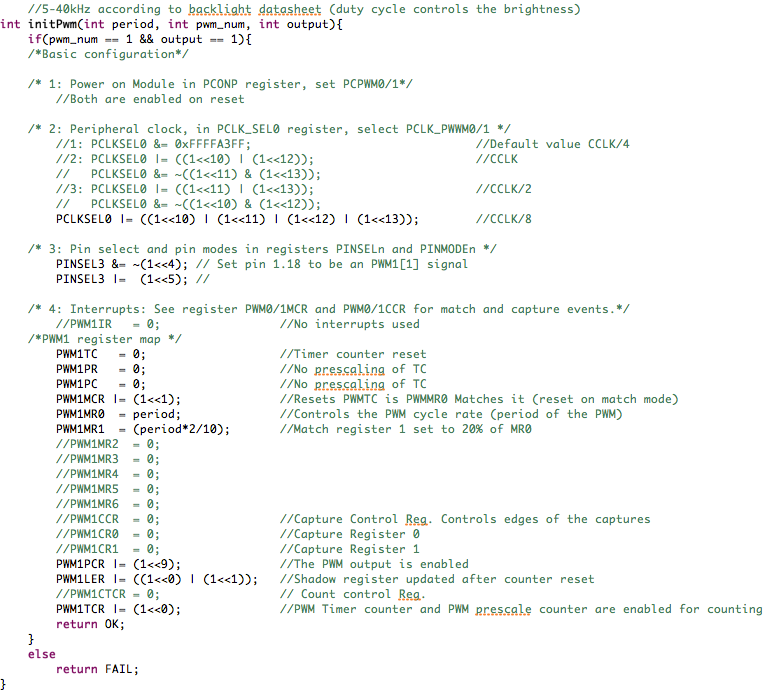 //5-40kHz according to backlight datasheet (duty cycle controls the brightness)
int initPwm(int period, int pwm_num, int output){
if(pwm_num == 1 && output == 1){
/*Basic configuration*/
/* 1: Power on Module in PCONP register, set PCPWM0/1*/
//Both are enabled on reset
/* 2: Peripheral clock, in PCLK_SEL0 register, select PCLK_PWWM0/1 */
//1: PCLKSEL0 &= 0xFFFFA3FF; //Default value CCLK/4
//2: PCLKSEL0 |= ((1<<10) | (1<<12)); //CCLK
// PCLKSEL0 &= ~((1<<11) & (1<<13));
//3: PCLKSEL0 |= ((1<<11) | (1<<13)); //CCLK/2
// PCLKSEL0 &= ~((1<<10) & (1<<12));
PCLKSEL0 |= ((1<<10) | (1<<11) | (1<<12) | (1<<13)); //CCLK/8
/* 3: Pin select and pin modes in registers PINSELn and PINMODEn */
PINSEL3 &= ~(1<<4); // Set pin 1.18 to be an PWM1[1] signal
PINSEL3 |= (1<<5); //
/* 4: Interrupts: See register PWM0/1MCR and PWM0/1CCR for match and capture events.*/
//PWM1IR = 0; //No interrupts used
/*PWM1 register map */
PWM1TC = 0; //Timer counter reset
PWM1PR = 0; //No prescaling of TC
PWM1PC = 0; //No prescaling of TC
PWM1MCR |= (1<<1); //Resets PWMTC is PWMMR0 Matches it (reset on match mode)
PWM1MR0 = period; //Controls the PWM cycle rate (period of the PWM)
PWM1MR1 = (period*2/10); //Match register 1 set to 20% of MR0
//PWM1MR2 = 0;
//PWM1MR3 = 0;
//PWM1MR4 = 0;
//PWM1MR5 = 0;
//PWM1MR6 = 0;
//PWM1CCR = 0; //Capture Control Reg. Controls edges of the captures
//PWM1CR0 = 0; //Capture Register 0
//PWM1CR1 = 0; //Capture Register 1
PWM1PCR |= (1<<9); //The PWM output is enabled
PWM1LER |= ((1<<0) | (1<<1)); //Shadow register updated after counter reset
//PWM1CTCR = 0; // Count control Reg.
PWM1TCR |= (1<<0); //PWM Timer counter and PWM prescale counter are enabled for counting
return OK;
}
else
return FAIL;
}